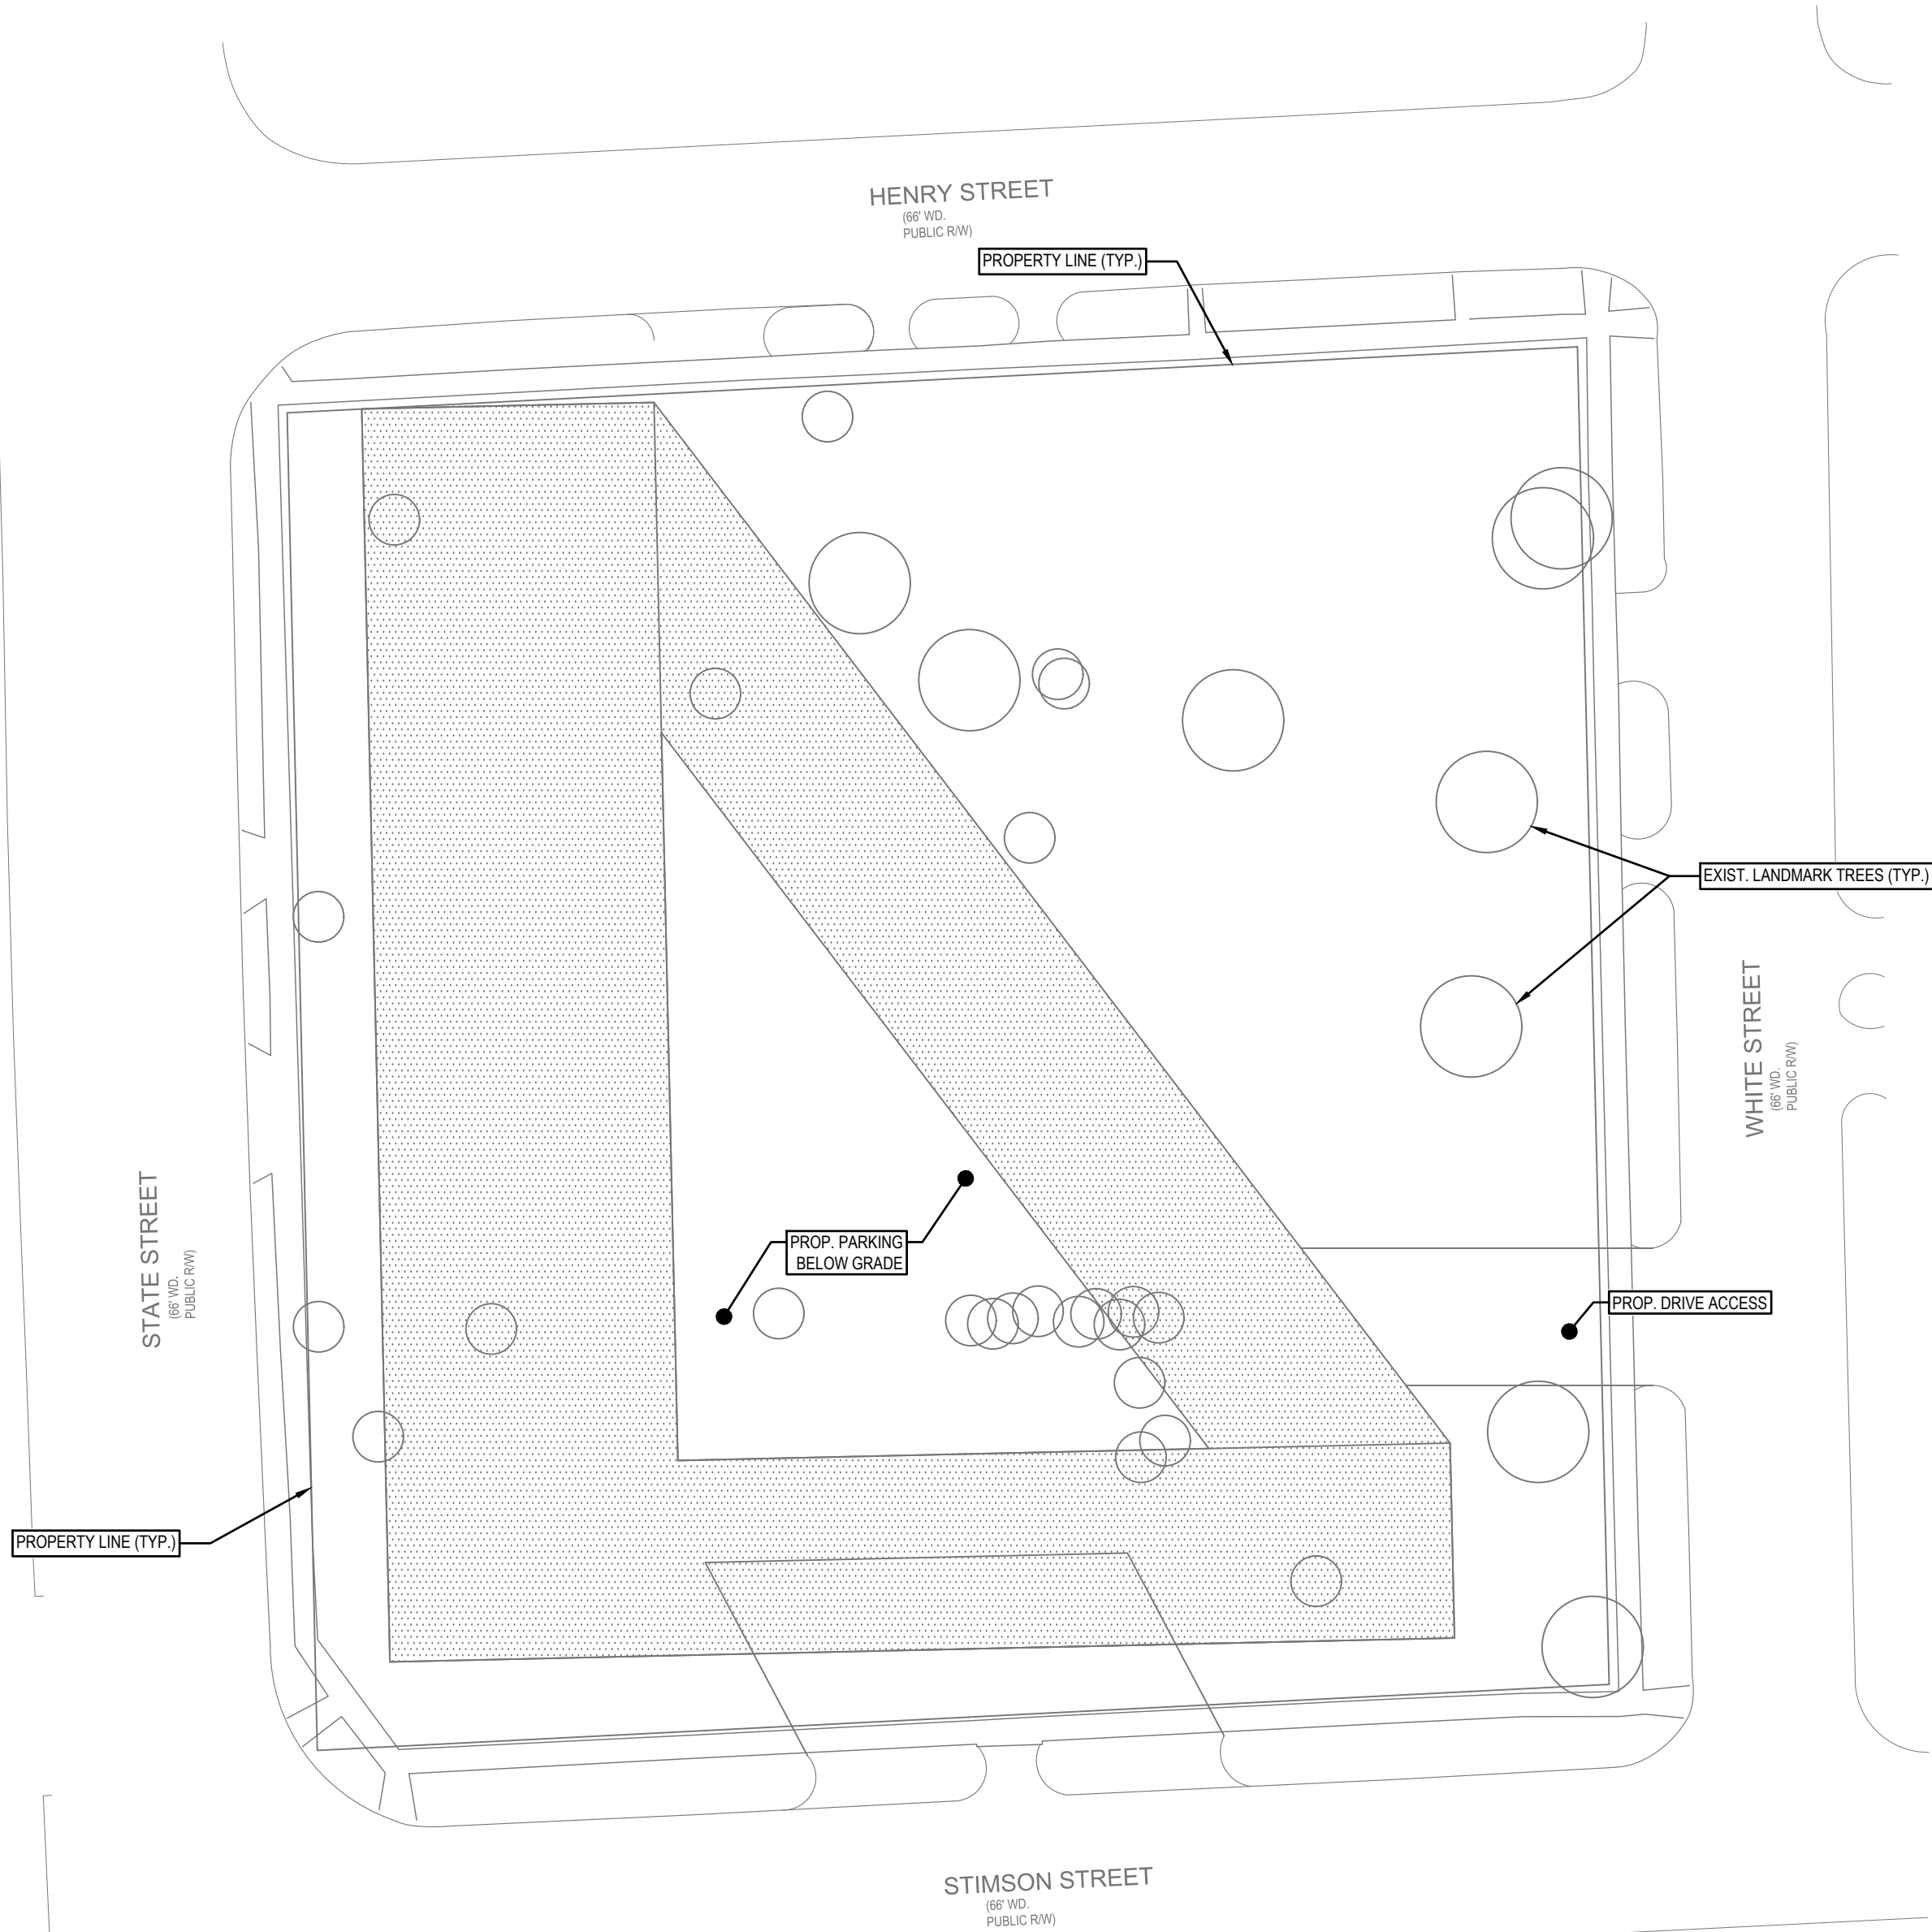 HENRY STREET
(66' WD.
PUBLIC R/W)
PROPERTY LINE (TYP.)
EXIST. LANDMARK TREES (TYP.)
WHITE STREET
(66' WD.
PUBLIC R/W)
STATE STREET
(66' WD.
PUBLIC R/W)
PROP. PARKING
BELOW GRADE
PROP. DRIVE ACCESS
PROPERTY LINE (TYP.)
STIMSON STREET
(66' WD.
PUBLIC R/W)